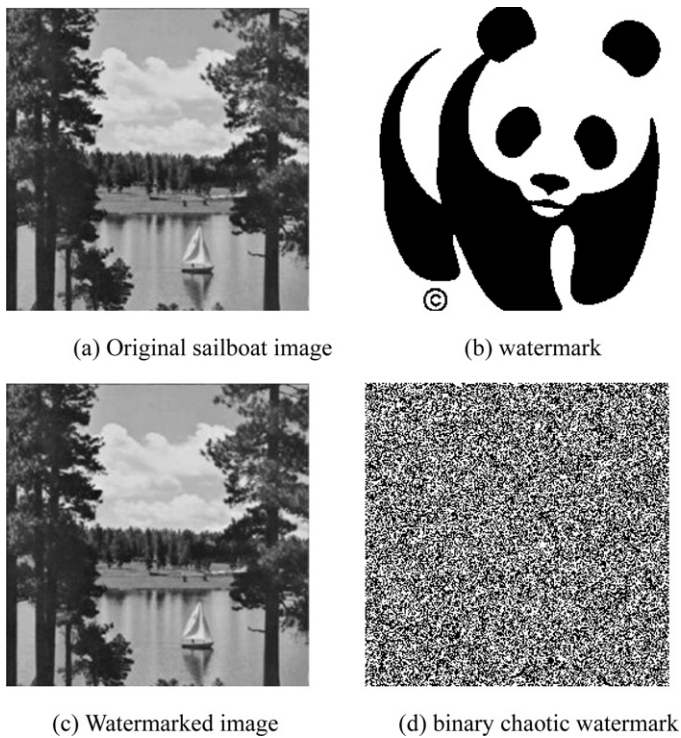 ©
(a) Original sailboat image
(b) watermark
(c) Watermarked image
(d) binary chaotic watermark